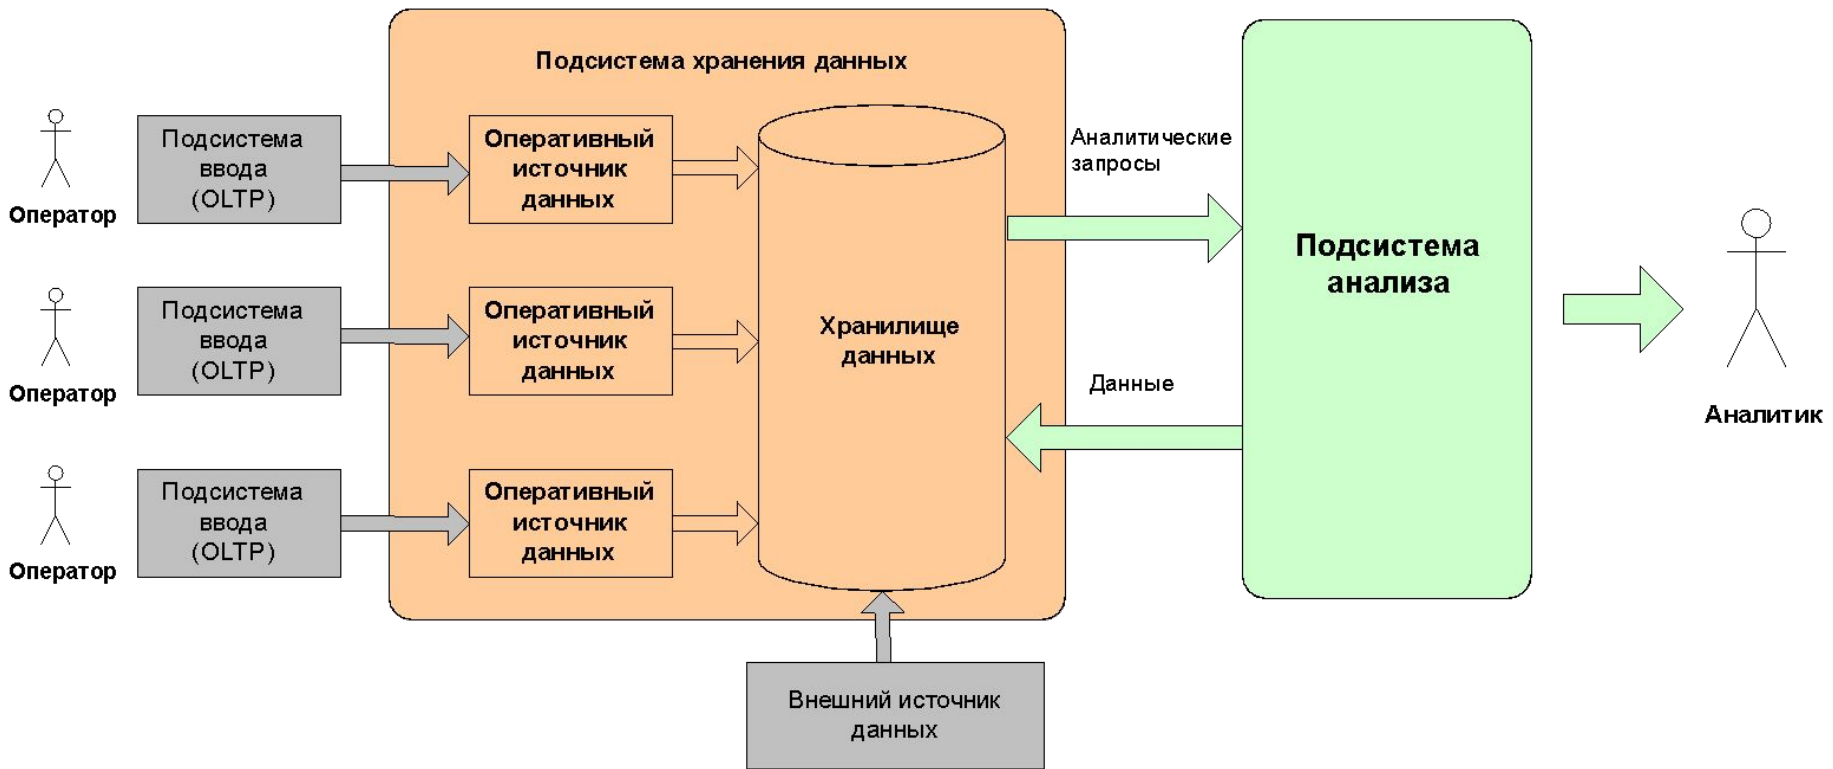 Подсистема хранения данных
Оператор
Подсистема
ввода
(OLTP)
Оперативный
источник
данных
Оператор
Подсистема
ввода
(OLTP)
Оперативный
источник
данных
Оператор
Подсистема
ввода
(OLTP)
Оперативный
источник
данных
Хранилище
данных
Внешний источник
данных
Аналитические
запросы
Данные
Подсистема
анализа
Аналитик